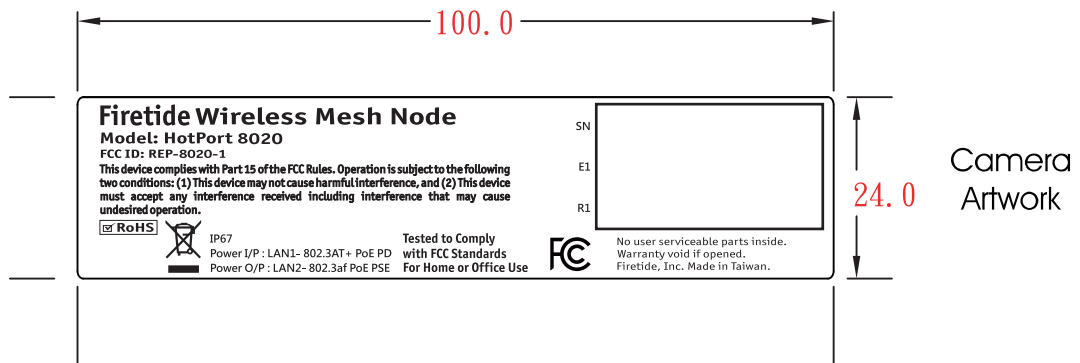 100.0
Firetide Wireless Mesh Node
Model: HotPort 8020
FCC ID: REP-8020-1
This device complies with Part 15 of the FCC Rules. Operation is subject to the following
two conditions: (1) This device may not cause harmful interference, and (2) This device
must accept any interference received including interference that may cause
undesired operation.
RoHS
IP67
Power I/P : LAN1- 802.3AT+ PoE PD
Power O/P : LAN2- 802.3af PoE PSE
Tested to Comply
with FCC Standards
For Home or Office Use
FC
SN
E1
R1
No user serviceable parts inside.
Warranty void if opened.
Firetide, Inc. Made in Taiwan.
24.0
Camera
Artwork